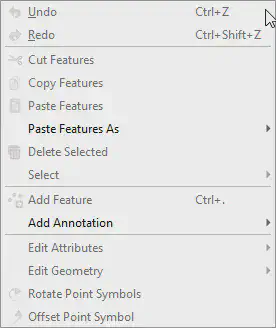 Undo Ctrl+Z
Redo Ctrl+Shift+Z
Cut Features
Copy Features
Paste Features
Paste Features As
Delete Selected
Select
Add Feature Ctrl+.
Add Annotation
Edit Attributes
Edit Geometry
Rotate Point Symbols
Offset Point Symbol